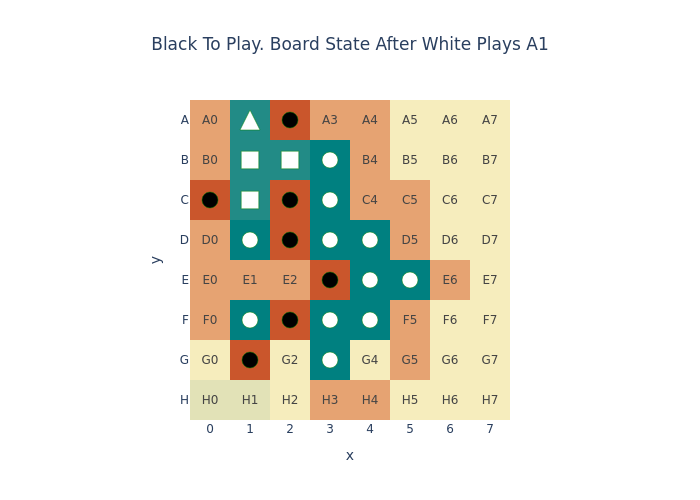 Black To Play. Board State After White Plays A1
A A0 A3 A4 A5 A6 A7
B B0 B4 B5 B6 B7
C C4 C5 C6 C7
D D0 D5 D6 D7
y
E E0 E1 E2 E6 E7
F F0 F5 F6 F7
G G0 G2 G4 G5 G6 G7
H H0 H1 H2 H3 H4 H5 H6 H7
0 1 2 3 4 5 6 7
x